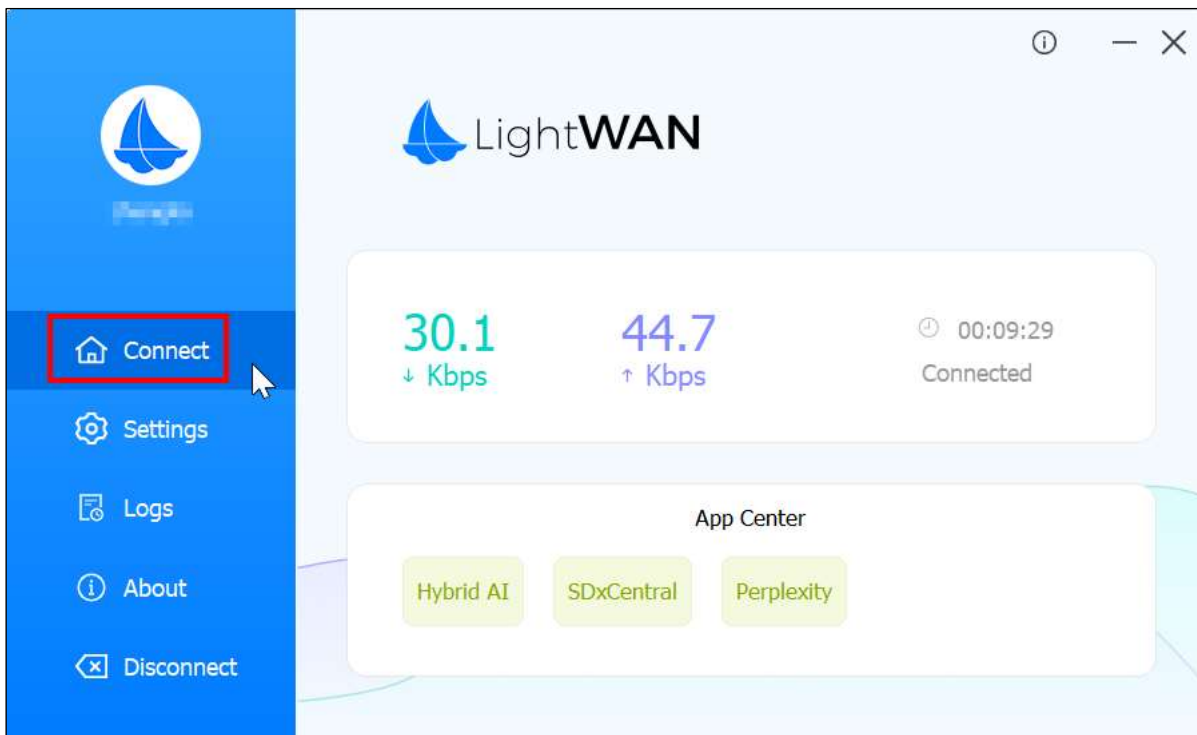 LightWAN
Connect
Settings
Logs
About
Disconnect
30.1
↓ Kbps
44.7
↑ Kbps
00:09:29
Connected
App Center
Hybrid AI
SDxCentral
Perplexity